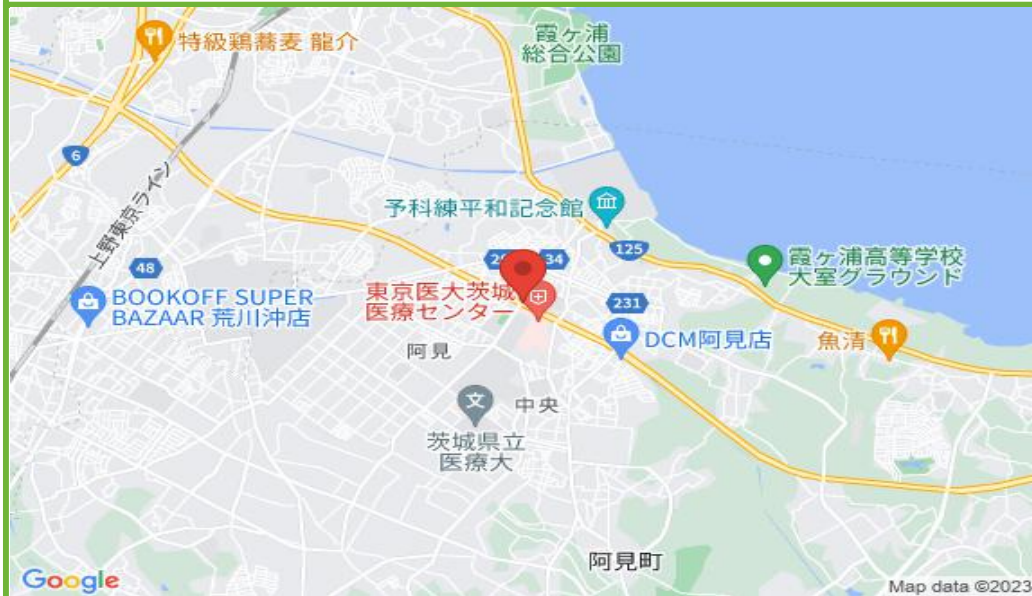 特級鶏蕎麦 龍介
霞ヶ浦
総合公園
6
上野東京ライン
予科練平和記念館
125
48
34
霞ヶ浦高等学校
大室グラウンド
BOOKOFF SUPER
BAZAAR 荒川沖店
東京医大茨城
医療センター
231
DCM阿見店
魚清
阿見
中央
茨城県立
医療大
阿見町
Google
Map data ©2023